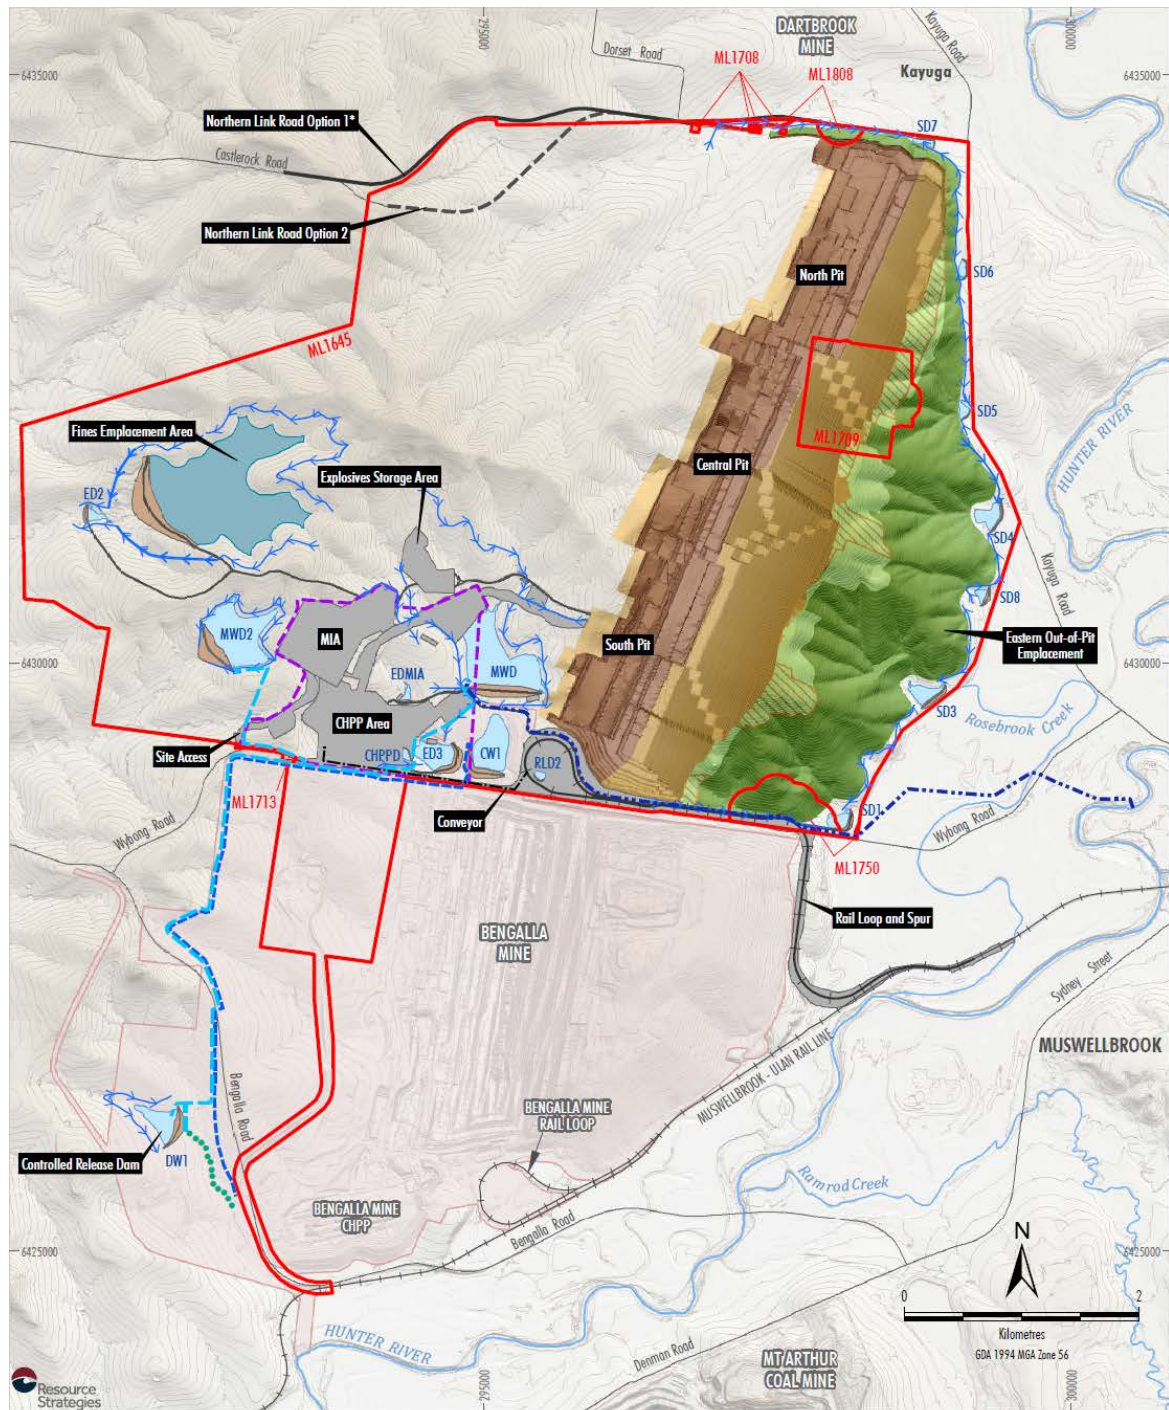 295000
300000
DARTBROOK
MINE
Kayuga Road
Dorset Road
ML1708
ML1808
Kayuga
6435000
6435000
Northern Link Road Option 1*
SD7
Castlerock Road
Northern Link Road Option 2
North Pit
SD6
ML1645
SD5
HUNTER RIVER
Fines Emplacement Area
ML1709
Explosives Storage Area
Central Pit
ED2
SD4
Kayuga Road
SD8
MWD2
MIA
South Pit
Eastern Out-of-Pit
Emplacement
6430000
6430000
EDMIA
MWD
SD3
Rosebrook Creek
CHPP Area
Site Access
CHPPD
ED3
CW1
RLD2
ML1713
SD1
Conveyor
Wybong Road
Wybong Road
ML1750
Rail Loop and Spur
BENGALLA
MINE
Sydney Street
MUSWELLBROOK
MUSWELLBROOK - ULAN RAIL LINE
Bengalla Road
BENGALLA MINE
RAIL LOOP
Controlled Release Dam
DW1
Ramrod Creek
BENGALLA MINE
CHPP
Bengalla Road
N
6425000
6425000
0
2
Kilometres
GDA 1994 MGA Zone 56
HUNTER RIVER
Denman Road
MT ARTHUR
COAL MINE
Resource
Strategies
295000
300000